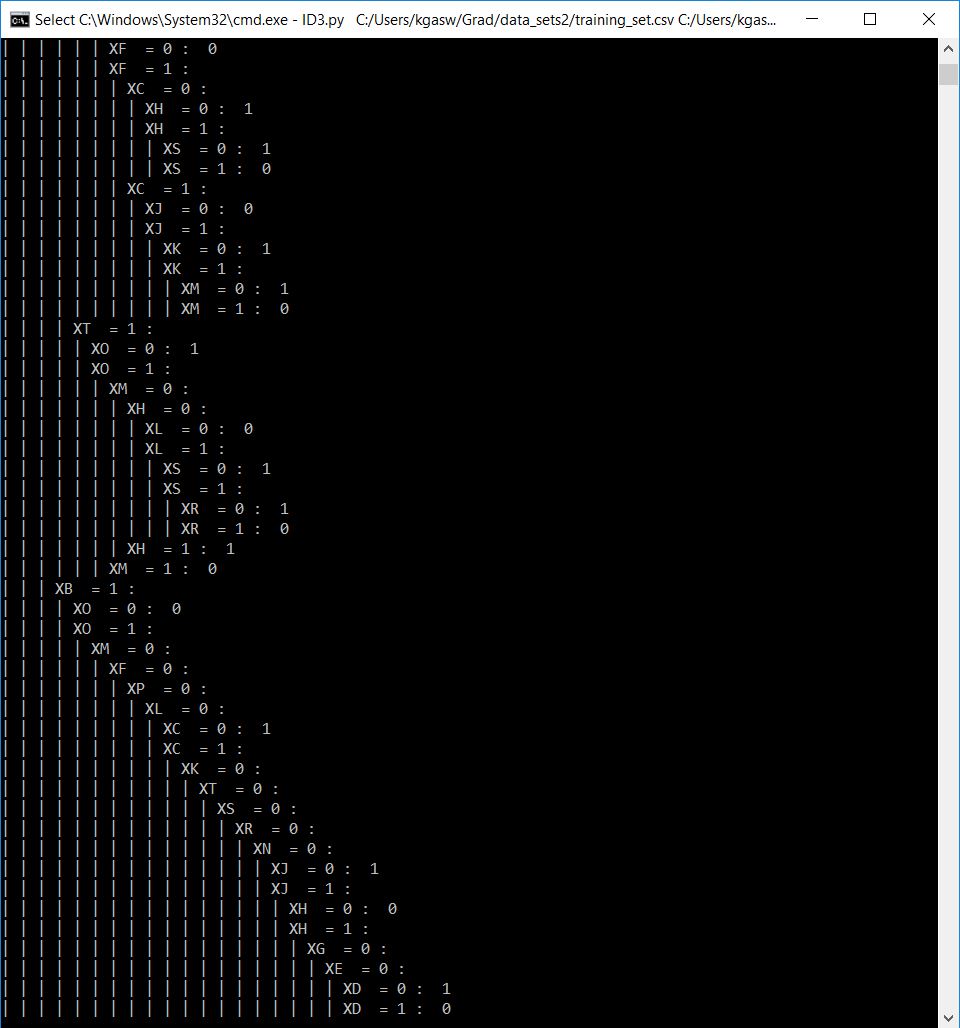 Select C:\Windows\System32\cmd.exe - ID3.py C:/Users/kgasw/Grad/data_sets2/training_set.csv C:/Users/kgas...
| | | | | | XF = 0 : 0
| | | | | | XF = 1 :
| | | | | | | XC = 0 :
| | | | | | | | XH = 0 : 1
| | | | | | | | XH = 1 :
| | | | | | | | | XS = 0 : 1
| | | | | | | | | XS = 1 : 0
| | | | | | | XC = 1 :
| | | | | | | | XJ = 0 : 0
| | | | | | | | XJ = 1 :
| | | | | | | | | XK = 0 : 1
| | | | | | | | | XK = 1 :
| | | | | | | | | | XM = 0 : 1
| | | | | | | | | | XM = 1 : 0
| | | | XT = 1 :
| | | | | XO = 0 : 1
| | | | | XO = 1 :
| | | | | | XM = 0 :
| | | | | | | XH = 0 :
| | | | | | | | XL = 0 : 0
| | | | | | | | XL = 1 :
| | | | | | | | | XS = 0 : 1
| | | | | | | | | XS = 1 :
| | | | | | | | | | XR = 0 : 1
| | | | | | | | | | XR = 1 : 0
| | | | | | | XH = 1 : 1
| | | | | | XM = 1 : 0
| | | XB = 1 :
| | | | XO = 0 : 0
| | | | XO = 1 :
| | | | | XM = 0 :
| | | | | | XF = 0 :
| | | | | | | XP = 0 :
| | | | | | | | XL = 0 :
| | | | | | | | | XC = 0 : 1
| | | | | | | | | XC = 1 :
| | | | | | | | | | XK = 0 :
| | | | | | | | | | | XT = 0 :
| | | | | | | | | | | | XS = 0 :
| | | | | | | | | | | | | XR = 0 :
| | | | | | | | | | | | | | XN = 0 :
| | | | | | | | | | | | | | | XJ = 0 : 1
| | | | | | | | | | | | | | | XJ = 1 :
| | | | | | | | | | | | | | | | XH = 0 : 0
| | | | | | | | | | | | | | | | XH = 1 :
| | | | | | | | | | | | | | | | | XG = 0 :
| | | | | | | | | | | | | | | | | | XE = 0 :
| | | | | | | | | | | | | | | | | | | XD = 0 : 1
| | | | | | | | | | | | | | | | | | | XD = 1 : 0